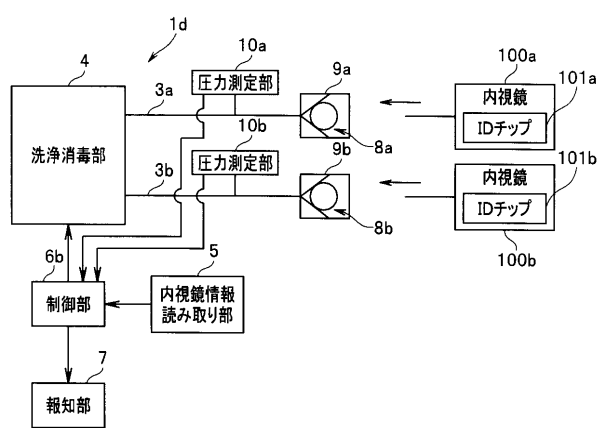 1d
4
洗浄消毒部
3a
3b
10a
圧力測定部
10b
圧力測定部
9a
8a
9b
8b
100a
内視鏡
101a
IDチップ
内視鏡
101b
IDチップ
100b
6b
制御部
5
内視鏡情報
読み取り部
7
報知部